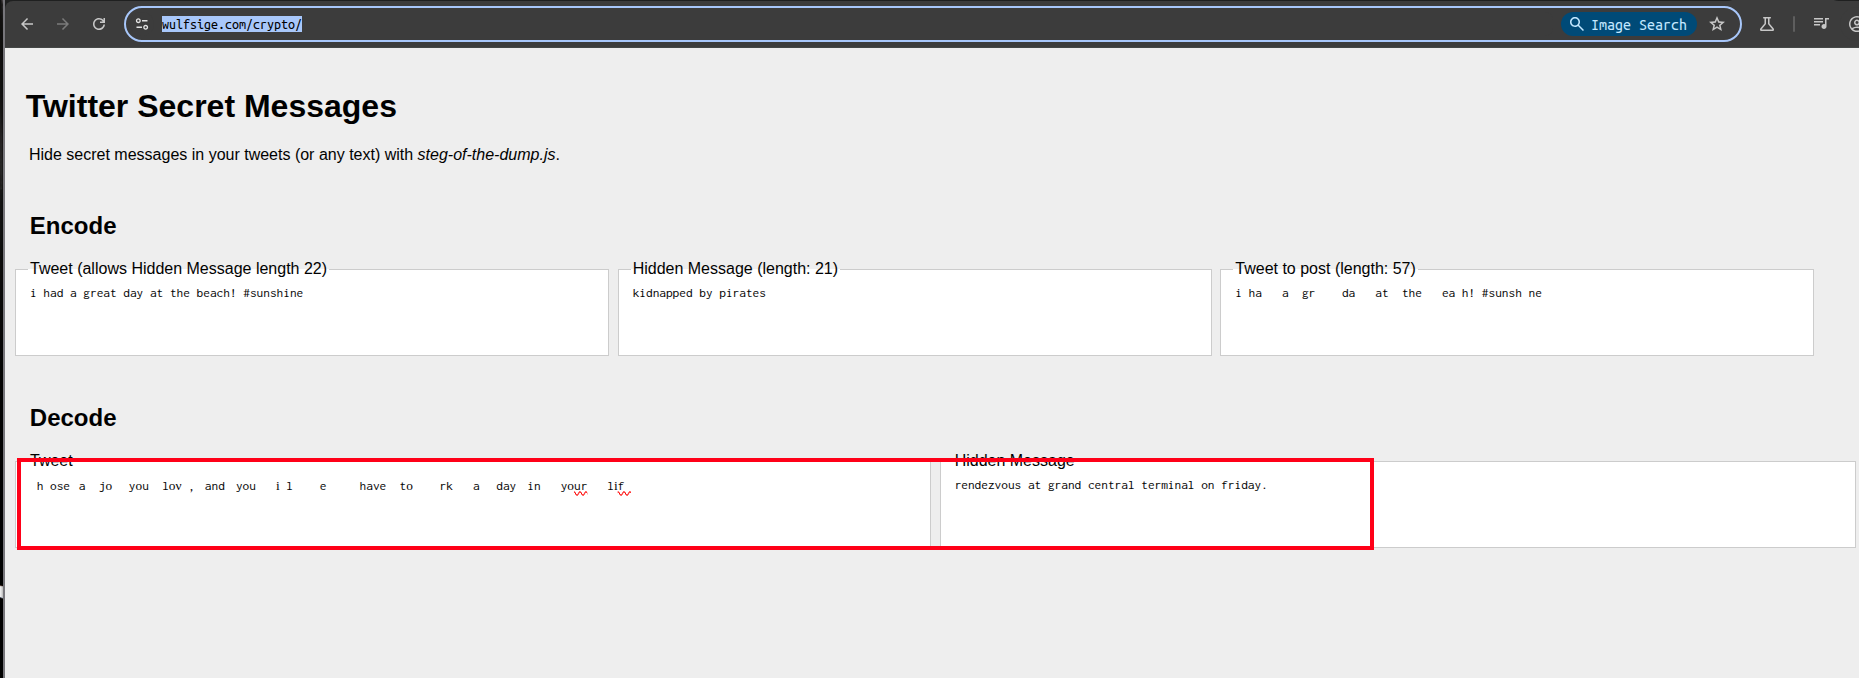 wulfsige.com/crypto/
Image Search
Twitter Secret Messages
Hide secret messages in your tweets (or any text) with steg-of-the-dump.js.
Encode
Tweet (allows Hidden Message length 22)
i had a great day at the beach! #sunshine
Hidden Message (length: 21)
kidnapped by pirates
Tweet to post (length: 57)
i ha a gr da at the ea h! #sunsh ne
Decode
Tweet
h ose a jo you lov , and you i l e have to rk a day in your lif
Hidden Message
rendezvous at grand central terminal on friday.